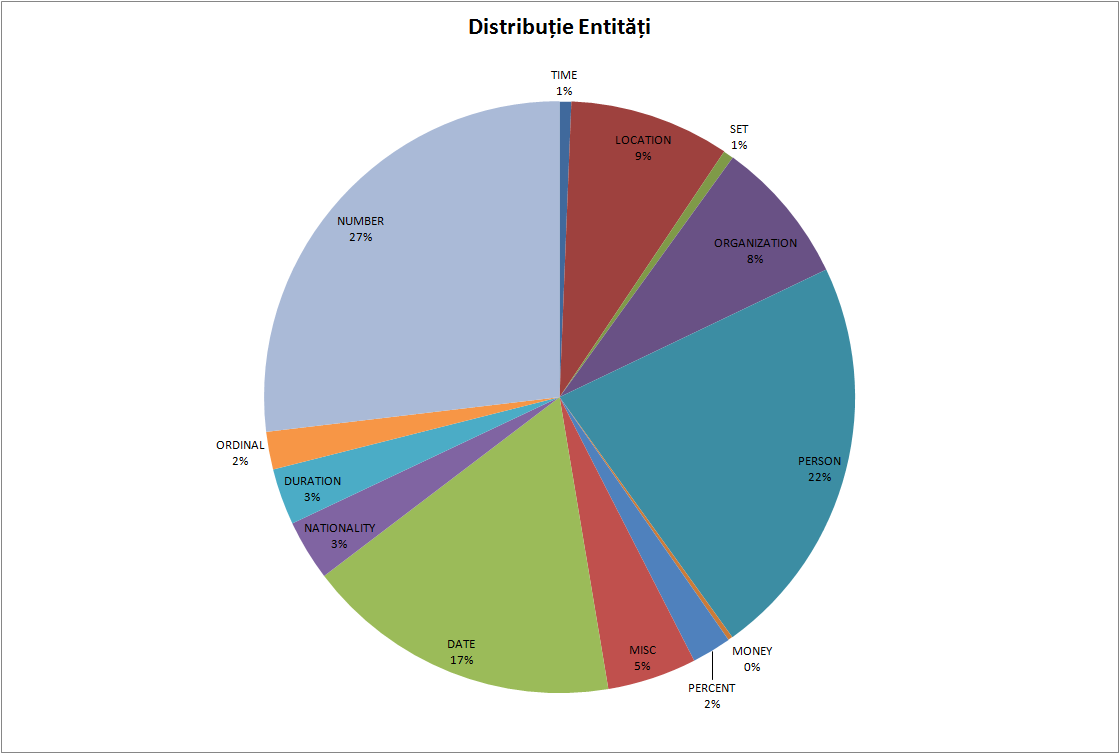 Distribuție Entități
TIME
1%
LOCATION
9%
SET
1%
ORGANIZATION
8%
PERSON
22%
MONEY
0%
PERCENT
2%
MISC
5%
DATE
17%
NATIONALITY
3%
DURATION
3%
ORDINAL
2%
NUMBER
27%